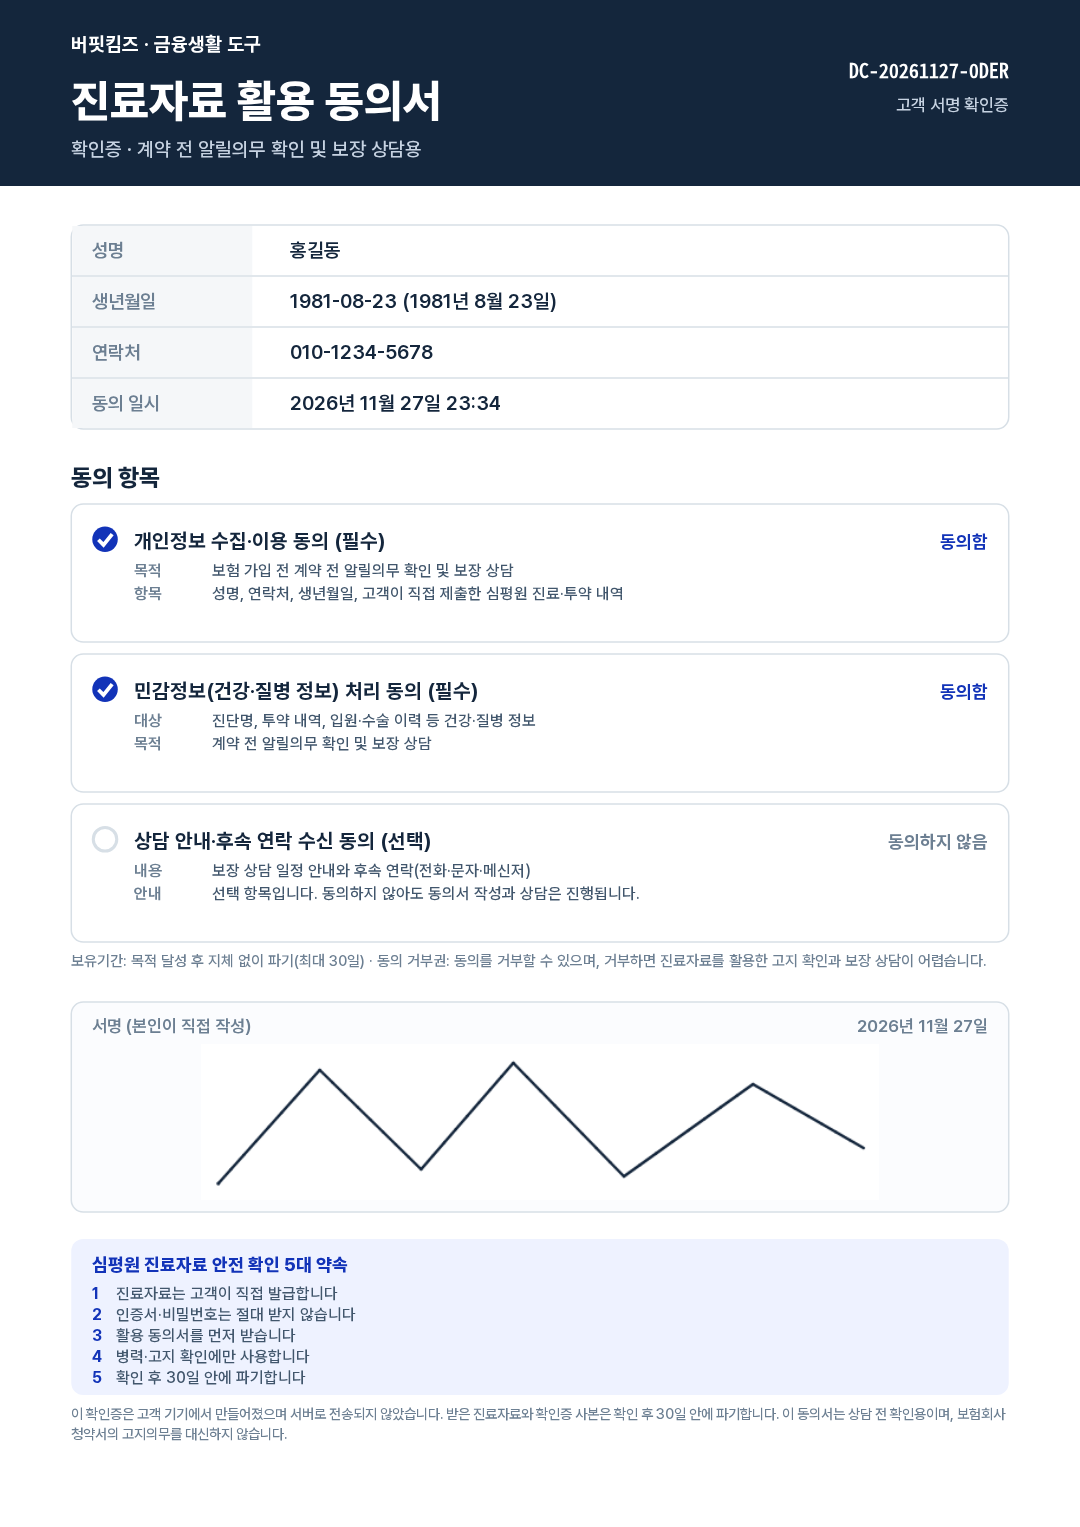 버핏킴즈 · 금융생활 도구
진료자료 활용 동의서
확인증 · 계약 전 알릴의무 확인 및 보장 상담용
DC-20261127-0DER
고객 서명 확인증
성명 홍길동
생년월일 1981-08-23 (1981년 8월 23일)
연락처 010-1234-5678
동의 일시 2026년 11월 27일 23:34
동의 항목
개인정보 수집·이용 동의 (필수) 동의함
목적 보험 가입 전 계약 전 알릴의무 확인 및 보장 상담
항목 성명, 연락처, 생년월일, 고객이 직접 제출한 심평원 진료·투약 내역
민감정보(건강·질병 정보) 처리 동의 (필수) 동의함
대상 진단명, 투약 내역, 입원·수술 이력 등 건강·질병 정보
목적 계약 전 알릴의무 확인 및 보장 상담
상담 안내·후속 연락 수신 동의 (선택) 동의하지 않음
내용 보장 상담 일정 안내와 후속 연락(전화·문자·메신저)
안내 선택 항목입니다. 동의하지 않아도 동의서 작성과 상담은 진행됩니다.
보유기간: 목적 달성 후 지체 없이 파기(최대 30일) · 동의 거부권: 동의를 거부할 수 있으며, 거부하면 진료자료를 활용한 고지 확인과 보장 상담이 어렵습니다.
서명 (본인이 직접 작성) 2026년 11월 27일
심평원 진료자료 안전 확인 5대 약속
1 진료자료는 고객이 직접 발급합니다
2 인증서·비밀번호는 절대 받지 않습니다
3 활용 동의서를 먼저 받습니다
4 병력·고지 확인에만 사용합니다
5 확인 후 30일 안에 파기합니다
이 확인증은 고객 기기에서 만들어졌으며 서버로 전송되지 않았습니다. 받은 진료자료와 확인증 사본은 확인 후 30일 안에 파기합니다. 이 동의서는 상담 전 확인용이며, 보험회사
청약서의 고지의무를 대신하지 않습니다.